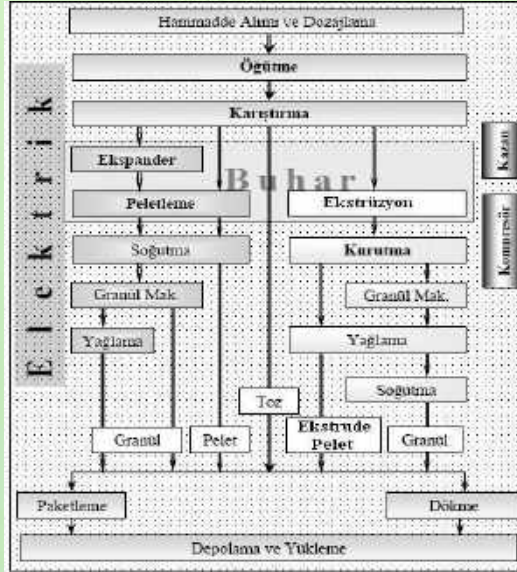 Hammadde Alımı ve Dozajlama
Öğütme
Karıştırma
Elektrik
Ekspander
Buhar
Kazan
Peletleme
Ekstrüzyon
Kompresör
Soğutma
Kurutma
Granül Mak.
Granül Mak.
Yağlama
Yağlama
Soğutma
Toz
Granül
Pelet
Ekstrude
Pelet
Granül
Paketleme
Dökme
Depolama ve Yükleme